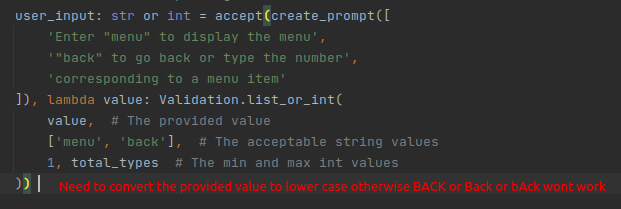 user_input: str or int = accept(create_prompt([
    'Enter "menu" to display the menu',
    '"back" to go back or type the number',
    'corresponding to a menu item'
]), lambda value: Validation.list_or_int(
    value,  # The provided value
    ['menu', 'back'],  # The acceptable string values
    1, total_types  # The min and max int values
)) Need to convert the provided value to lower case otherwise BACK or Back or bAck wont work